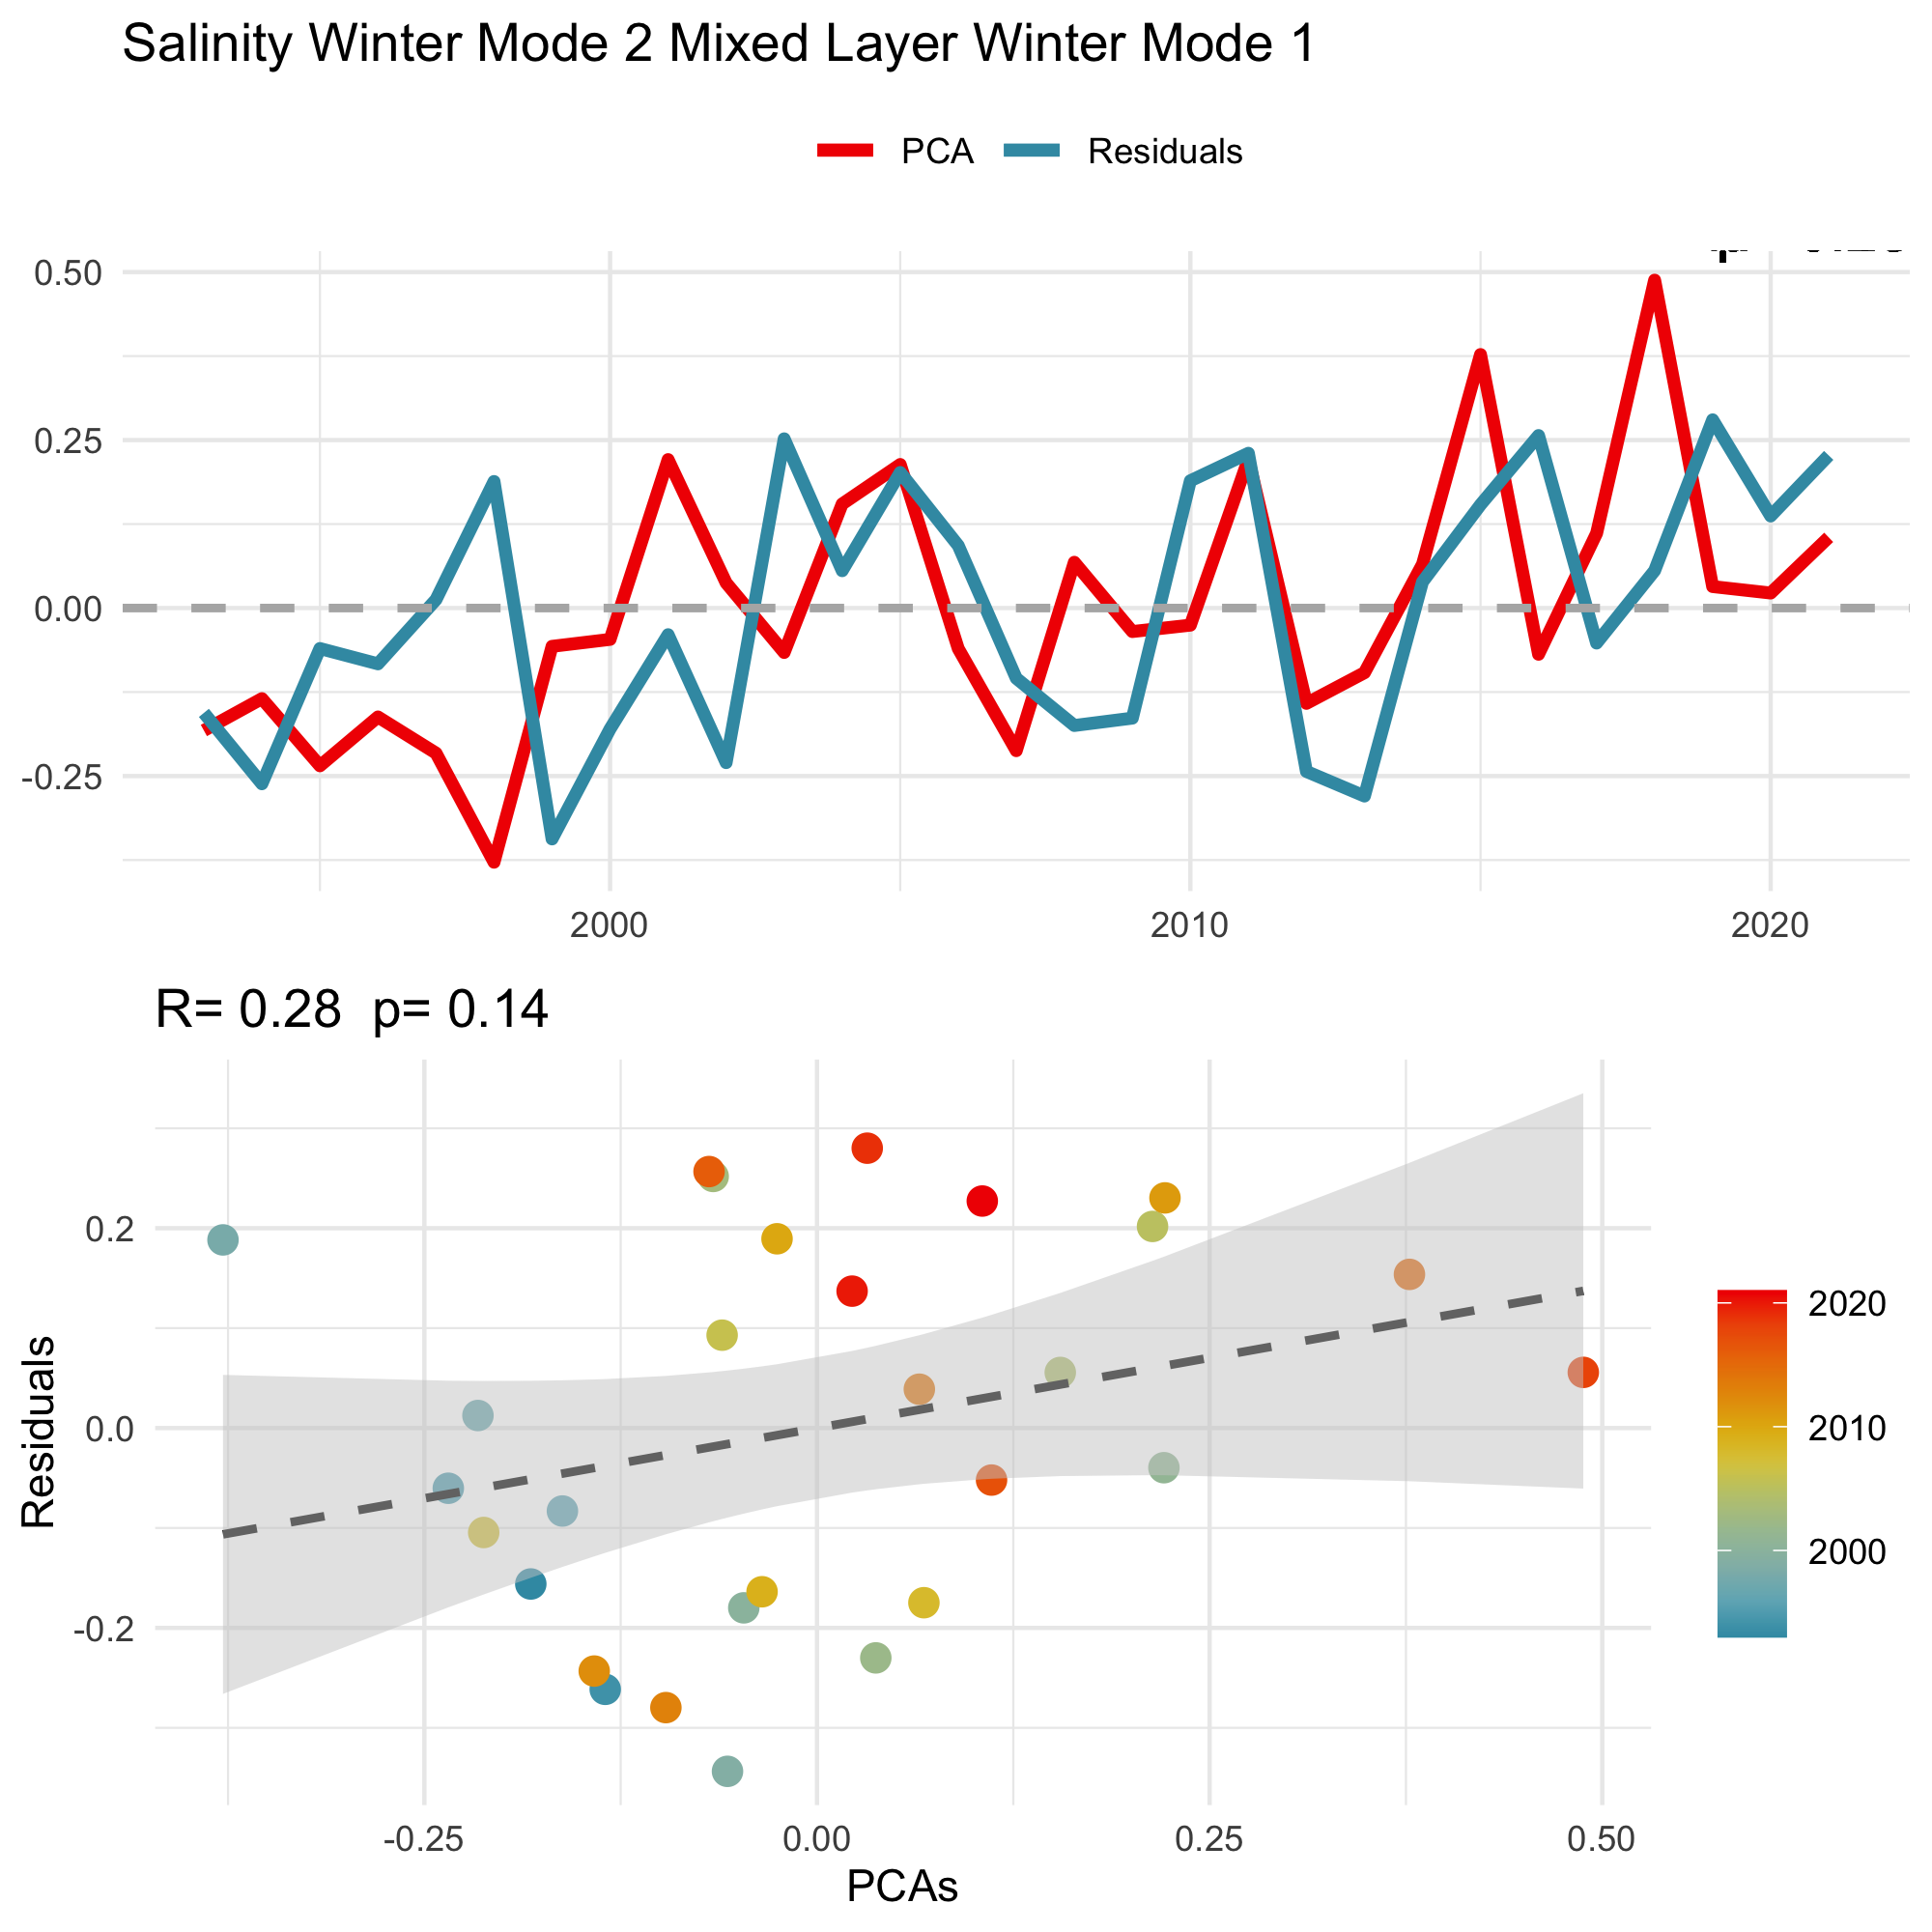 Salinity Winter Mode 2 Mixed Layer Winter Mode 1
PCA Residuals
0.50
0.25
0.00
-0.25
2000 2010 2020
R= 0.28 p= 0.14
Residuals
0.2
0.0
-0.2
-0.25 0.00 0.25 0.50
PCAs
2020
2010
2000